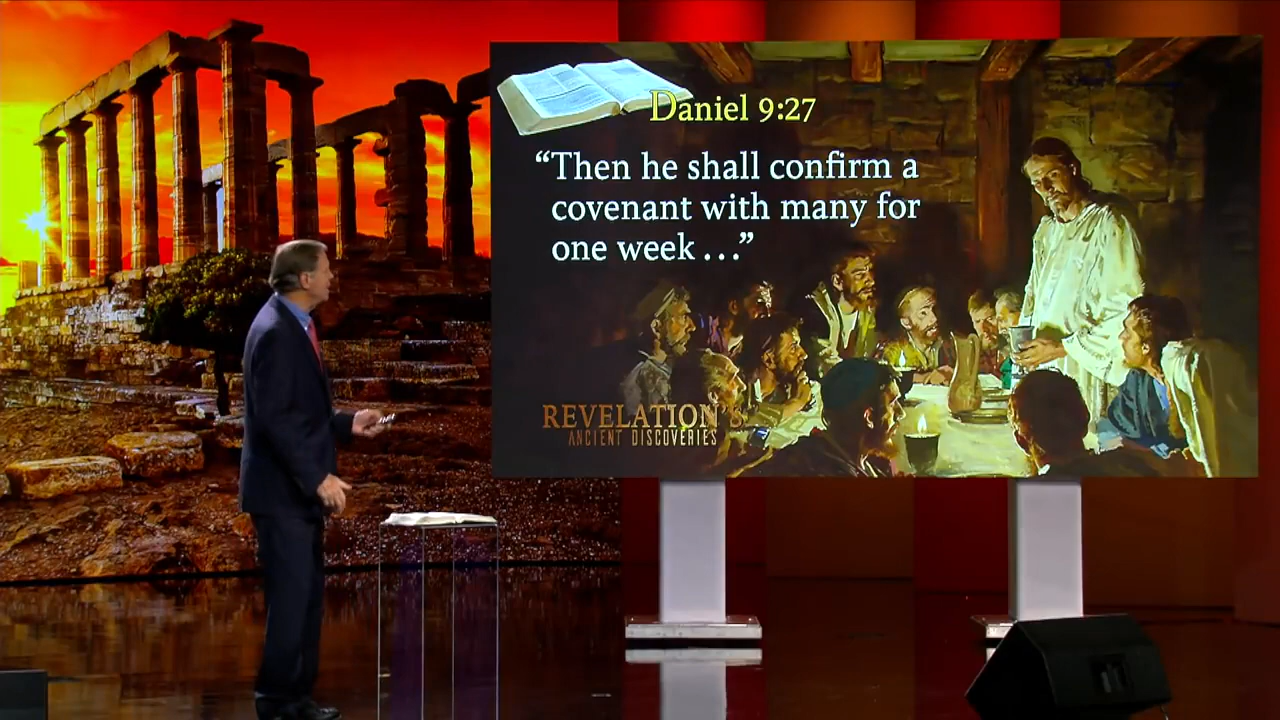 Daniel 9:27
“Then he shall confirm a
covenant with many for
one week . . .”
REVELATION’S
ANCIENT DISCOVERIES